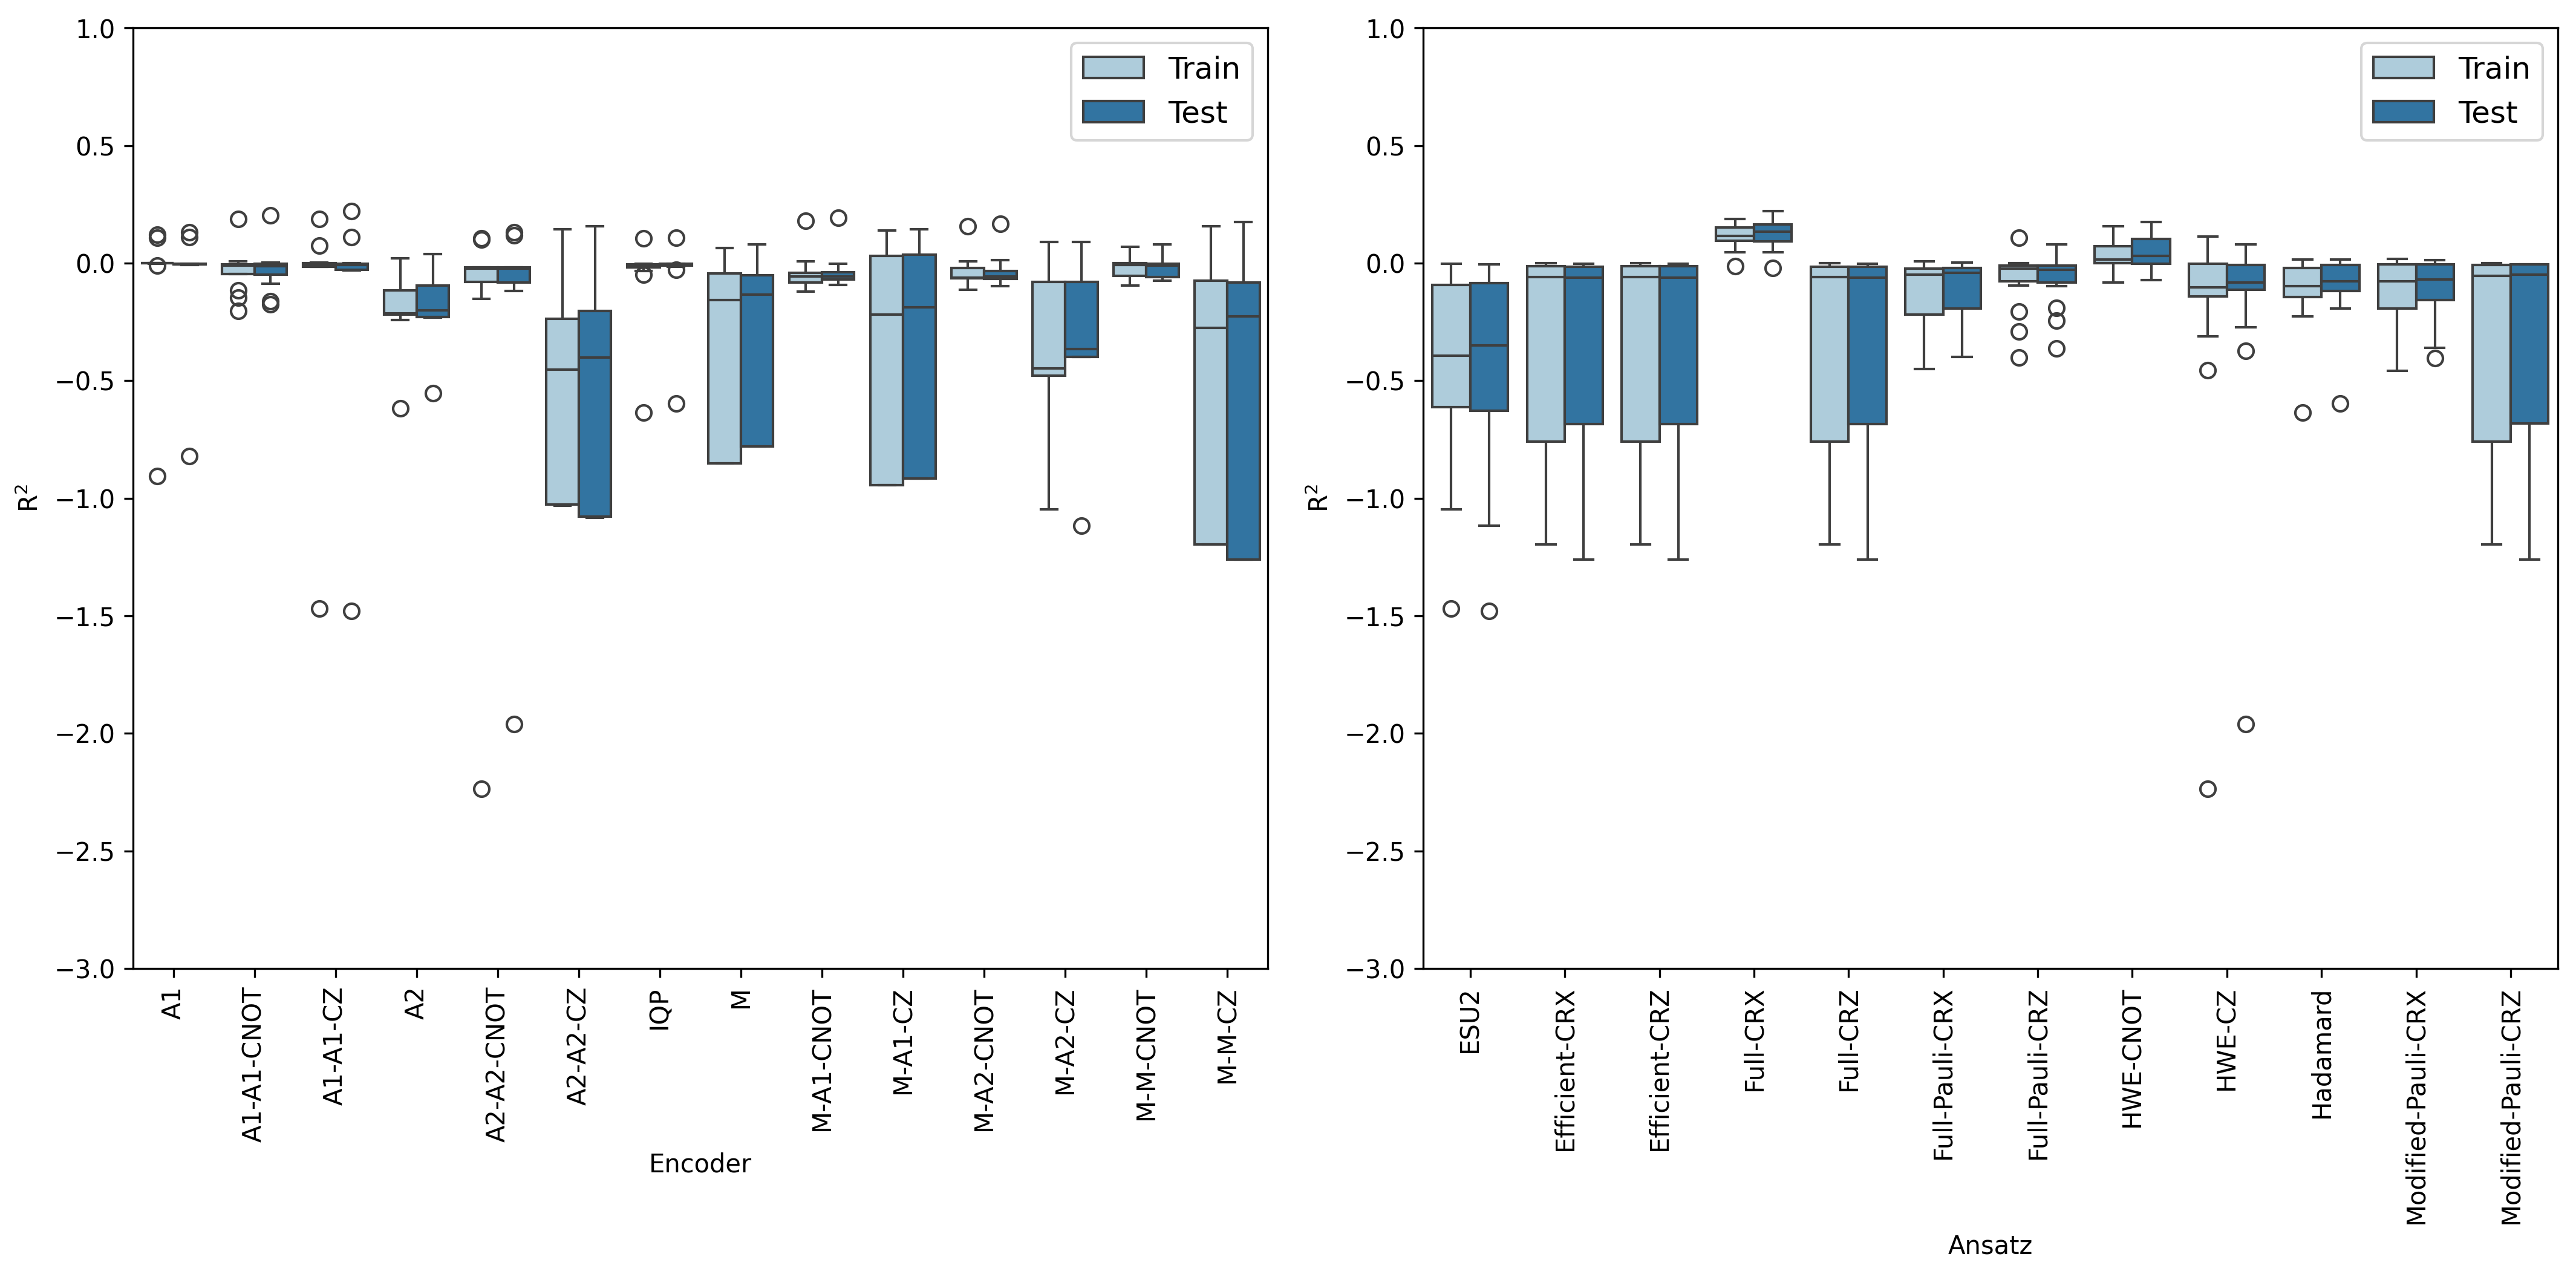 1.0
0.5
0.0
−0.5
−1.0
−1.5
−2.0
−2.5
−3.0
R²
Train
Test
A1
A1-A1-CNOT
A1-A1-CZ
A2
A2-A2-CNOT
A2-A2-CZ
IQP
M
M-A1-CNOT
M-A1-CZ
M-A2-CNOT
M-A2-CZ
M-M-CNOT
M-M-CZ
Encoder
1.0
0.5
0.0
−0.5
−1.0
−1.5
−2.0
−2.5
−3.0
R²
Train
Test
ESU2
Efficient-CRX
Efficient-CRZ
Full-CRX
Full-CRZ
Full-Pauli-CRX
Full-Pauli-CRZ
HWE-CNOT
HWE-CZ
Hadamard
Modified-Pauli-CRX
Modified-Pauli-CRZ
Ansatz